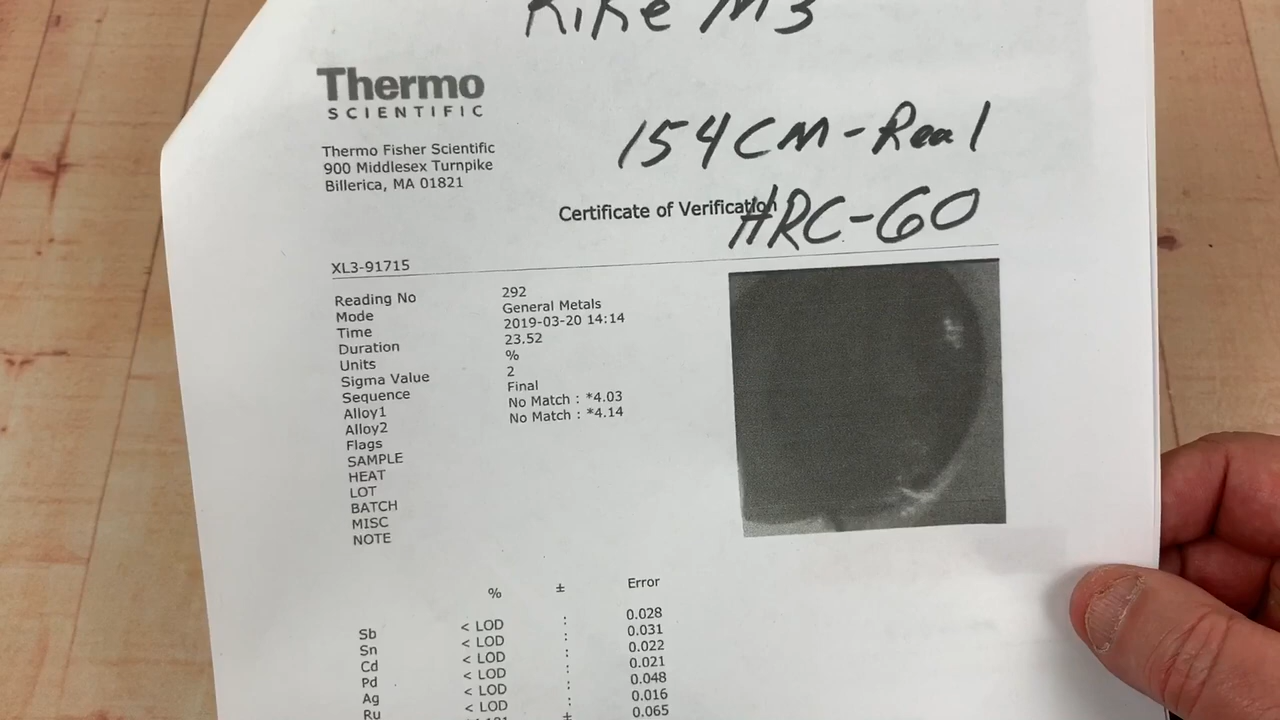 Rike M3
Thermo
SCIENTIFIC
154CM-Real
Thermo Fisher Scientific
900 Middlesex Turnpike
Billerica, MA 01821
Certificate of Verification
HRC-60
XL3-91715
Reading No 292
Mode General Metals
Time 2019-03-20 14:14
Duration 23.52
Units %
Sigma Value 2
Sequence Final
Alloy1 No Match : *4.03
Alloy2 No Match : *4.14
Flags
SAMPLE
HEAT
LOT
BATCH
MISC
NOTE
% ± Error
Sb < LOD : 0.028
Sn < LOD : 0.031
Cd < LOD : 0.022
Pd < LOD : 0.021
Ag < LOD : 0.048
Ru < LOD : 0.016
± 0.065